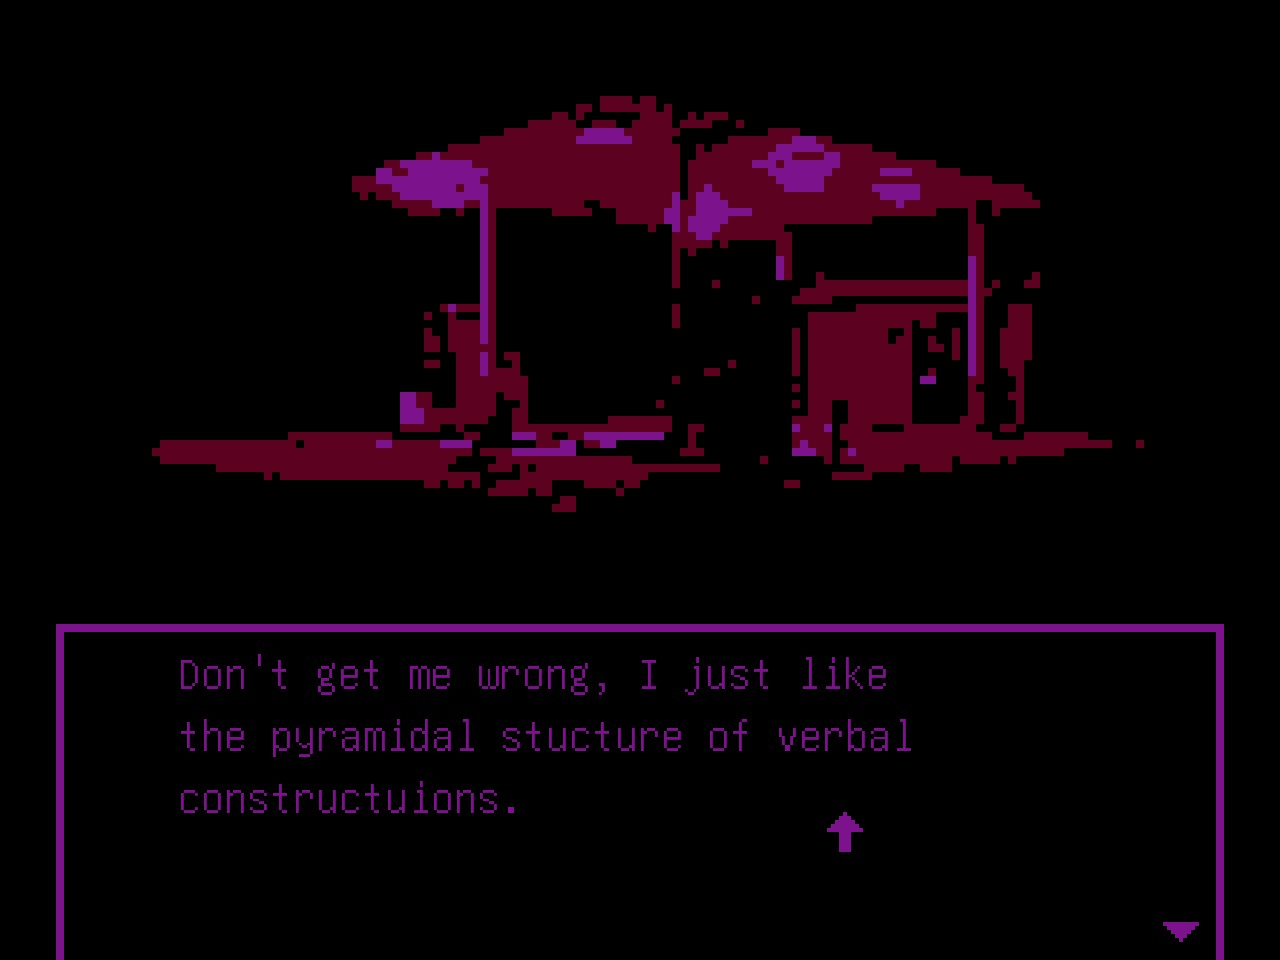 Don't get me wrong, I just like
the pyramidal stucture of verbal
constructuions.